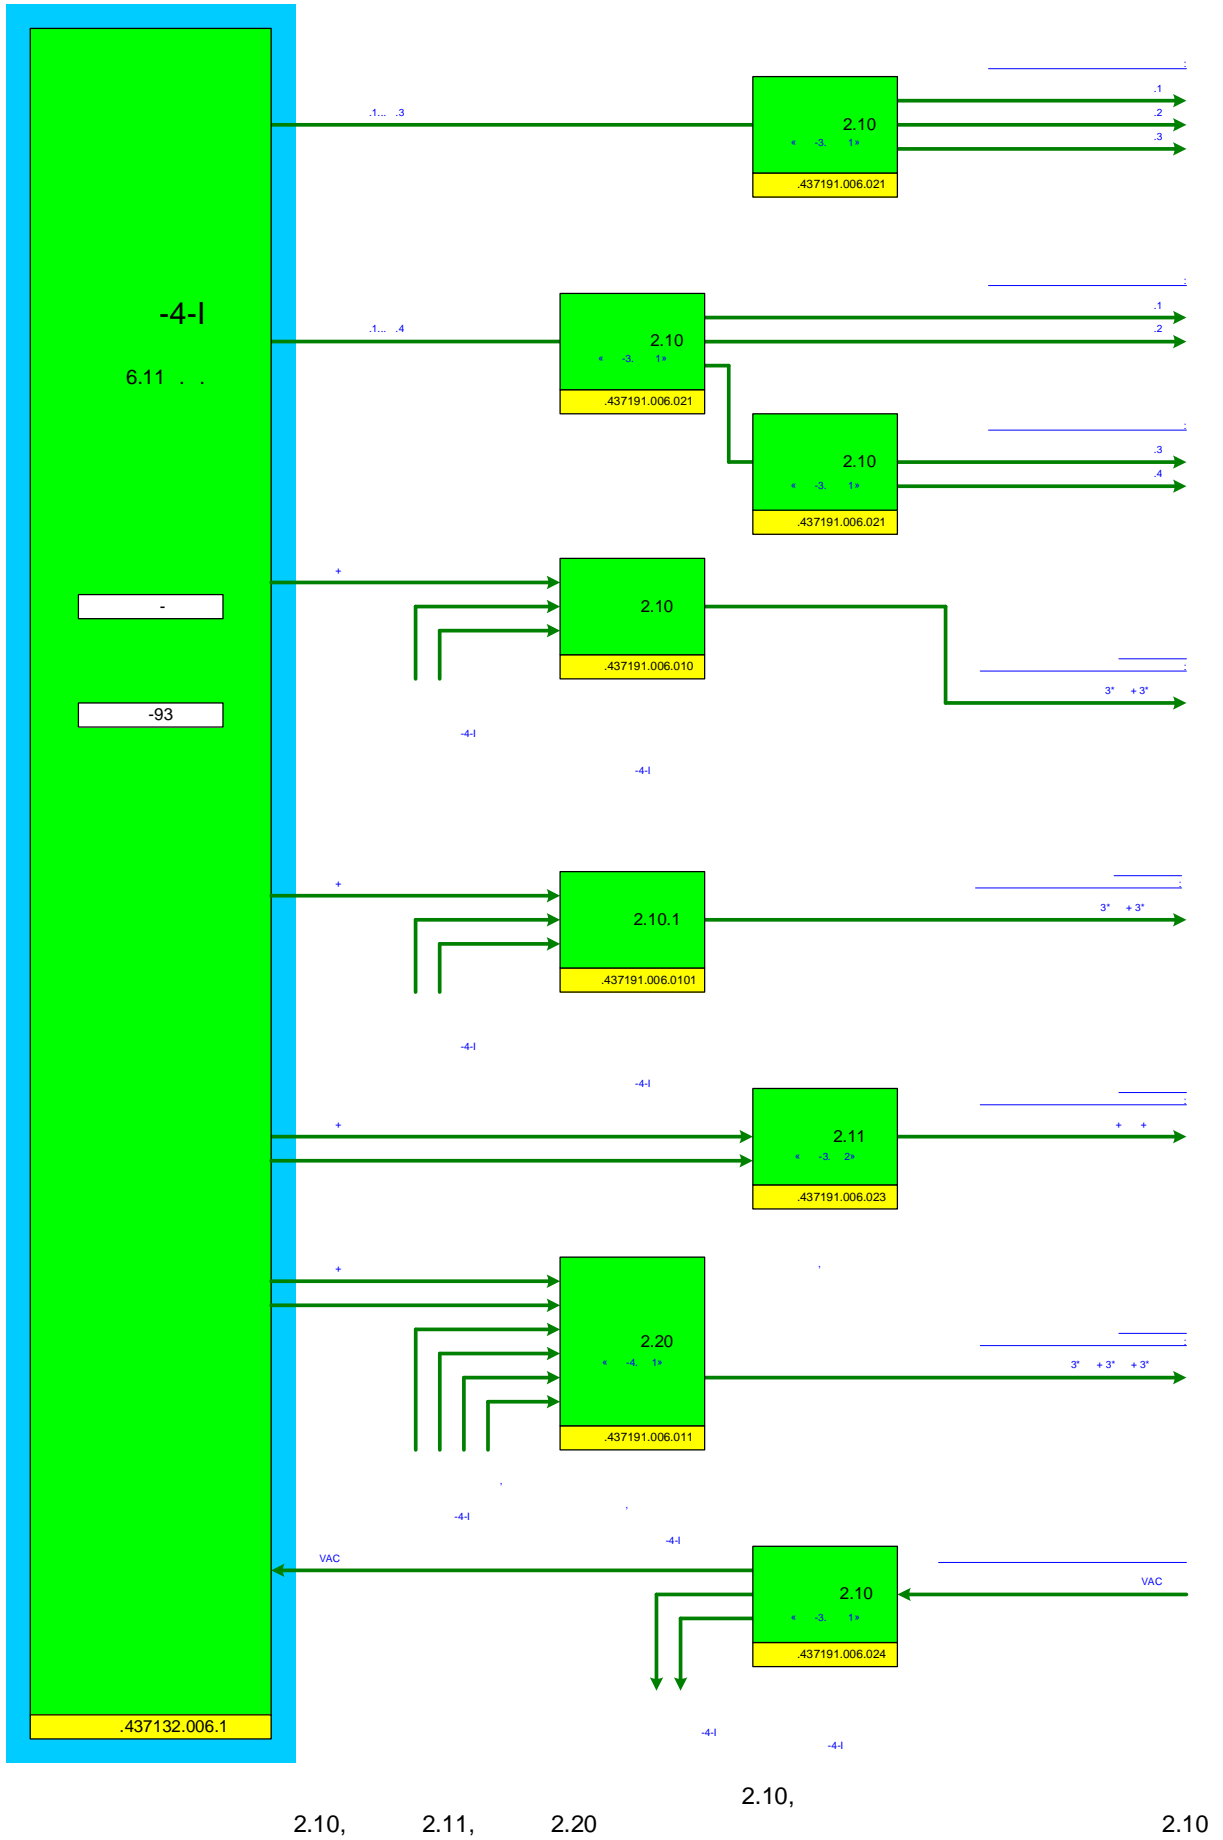 :
.1
.1... .3
.2
2.10
.3
« -3. 1»
.437191.006.021
:
.1
-4-I
.1... .4
.2
2.10
« -3. 1»
6.11 . .
.437191.006.021
:
.3
2.10
.4
« -3. 1»
.437191.006.021
+
-
2.10
.437191.006.010
:
3* + 3*
-93
-4-I
-4-I
+
:
3* + 3*
2.10.1
.437191.006.0101
-4-I
-4-I
:
+
+ +
2.11
« -3. 2»
.437191.006.023
+
,
2.20
:
« -4. 1»
3* + 3* + 3*
.437191.006.011
,
,
-4-I
-4-I
VAC
VAC
2.10
« -3. 1»
.437191.006.024
.437132.006.1
-4-I
-4-I
2.10,
2.10, 2.11, 2.20 2.10